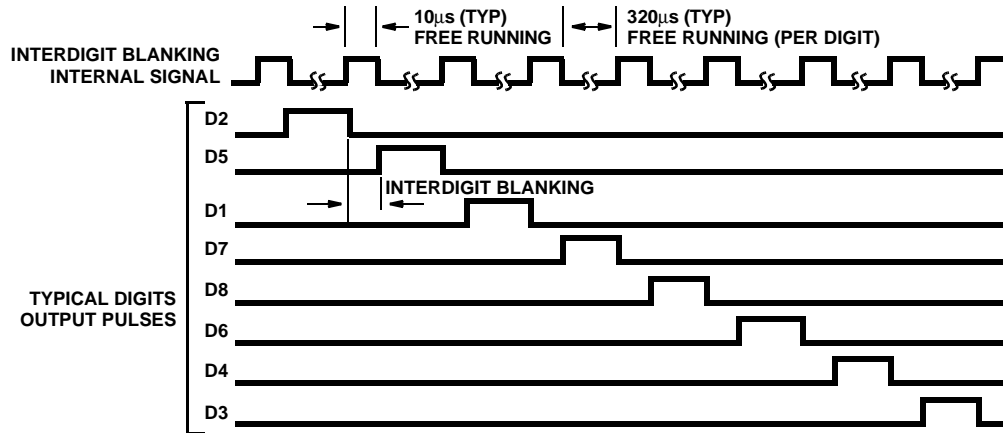 10µs (TYP)
FREE RUNNING
320µs (TYP)
FREE RUNNING (PER DIGIT)
INTERDIGIT BLANKING
INTERNAL SIGNAL
D2
D5
INTERDIGIT BLANKING
D1
D7
TYPICAL DIGITS
OUTPUT PULSES
D8
D6
D4
D3